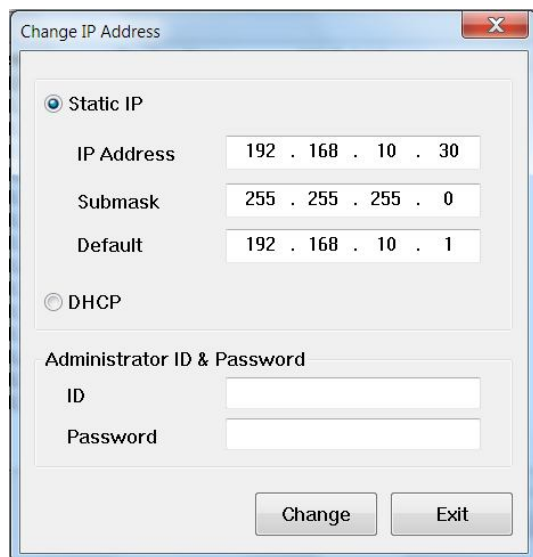 Change IP Address
Static IP
IP Address 192 . 168 . 10 . 30
Submask 255 . 255 . 255 . 0
Default 192 . 168 . 10 . 1
DHCP
Administrator ID & Password
ID
Password
Change Exit